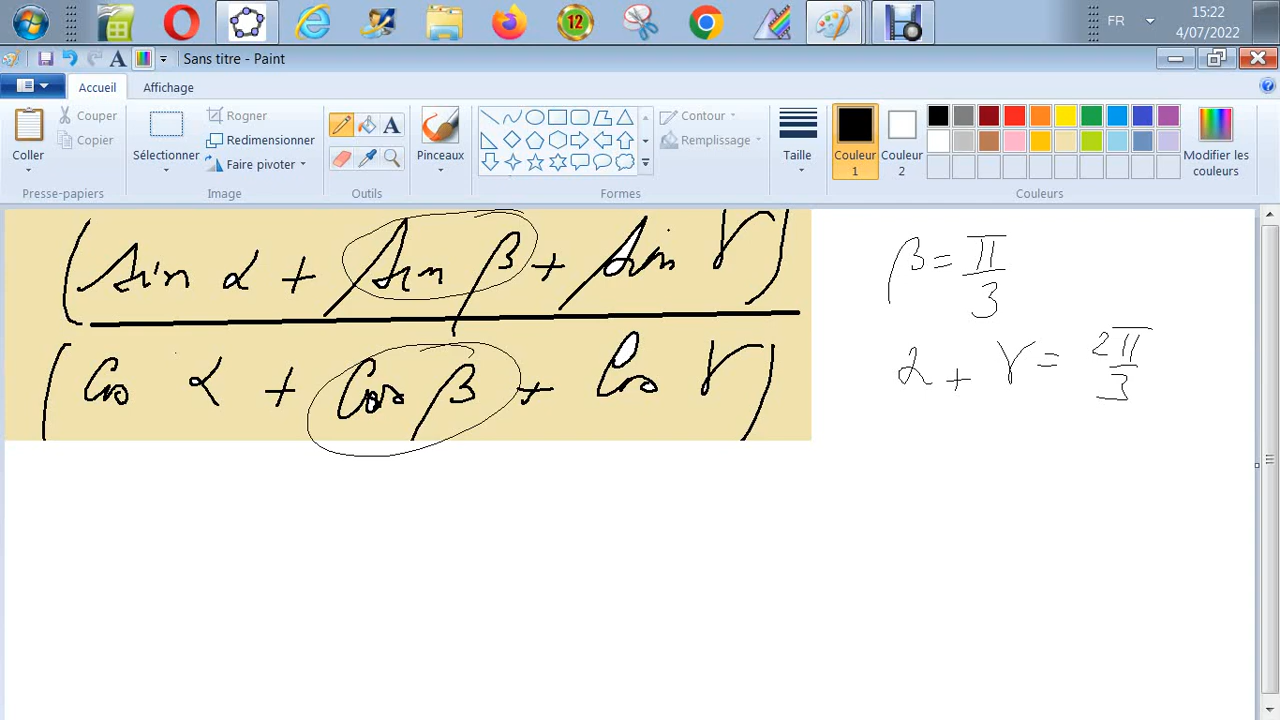 12
FR
15:22
4/07/2022
Sans titre - Paint
Accueil
Affichage
Coller
Couper
Copier
Presse-papiers
Sélectionner
Rogner
Redimensionner
Faire pivoter
Image
A
Outils
Pinceaux
Contour
Remplissage
Formes
Taille
Couleur
1
Couleur
2
Modifier les
couleurs
Couleurs
(sin α + sin β + sin γ)
(cos α + cos β + cos γ)
β = π/3
α + γ = 2π/3